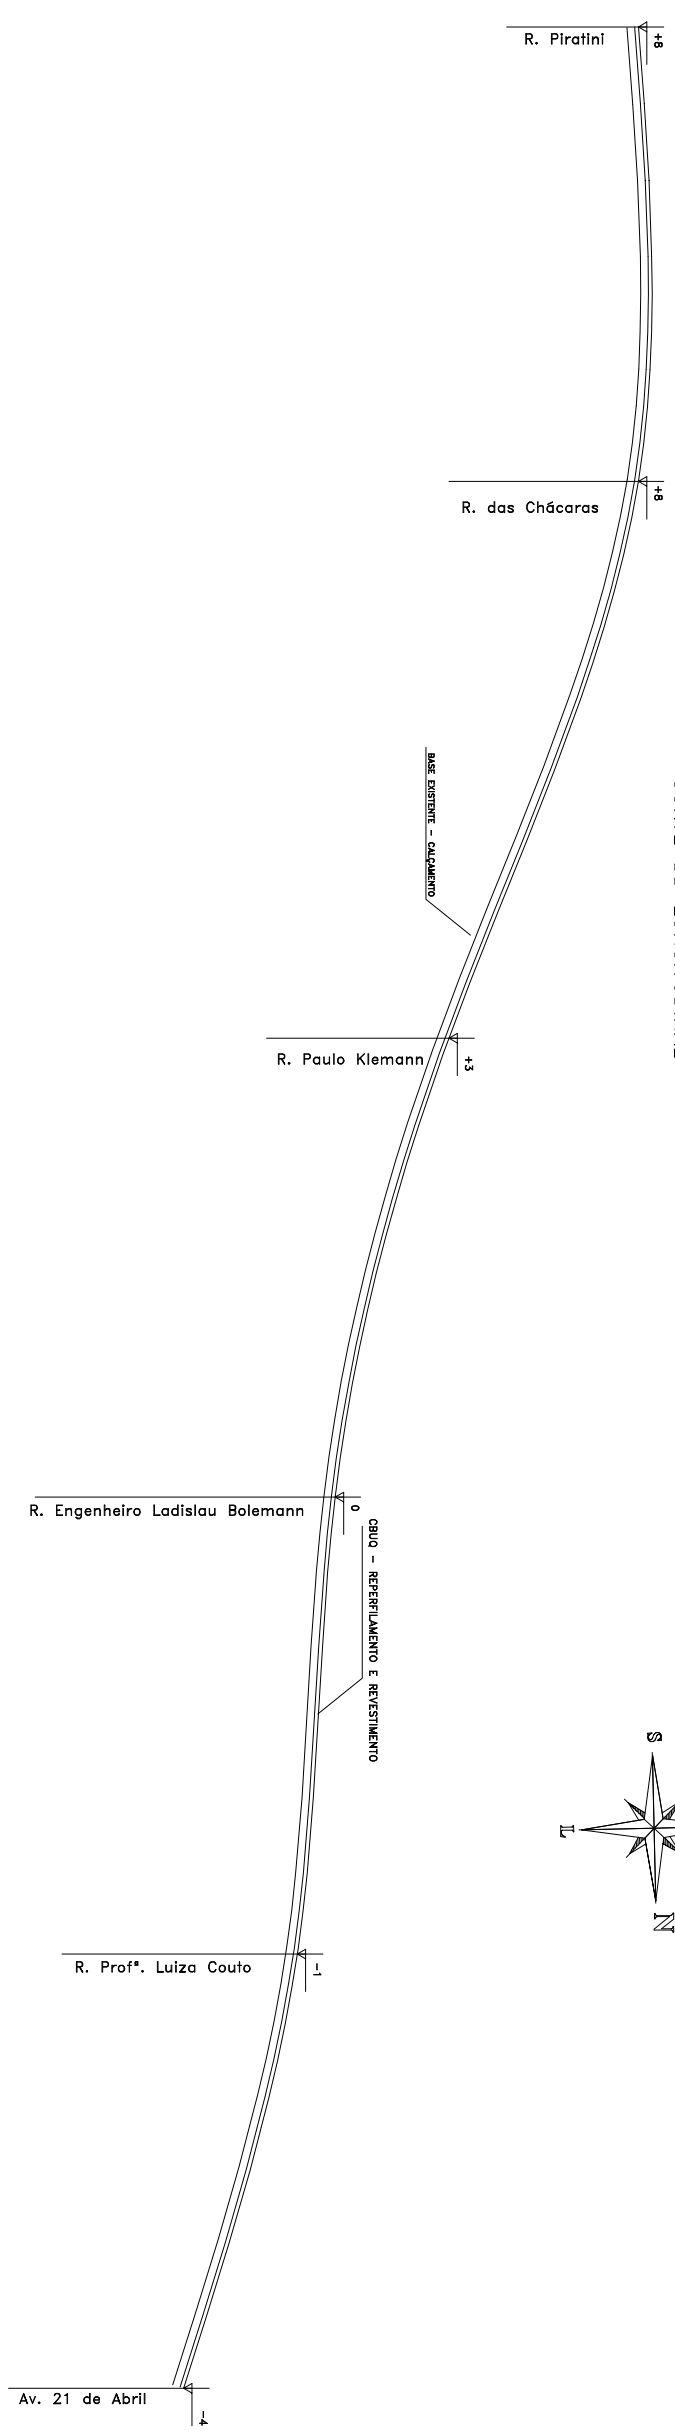 R. Piratini
+8
R. das Chácaras
+8
BASE EXISTENTE - CALÇAMENTO
R. Paulo Klemann
+3
R. Engenheiro Ladislau Bolemann
0
CBUQ - REPERFILAMENTO E REVESTIMENTO
S
L
N
R. Profª. Luiza Couto
-1
Av. 21 de Abril
-4